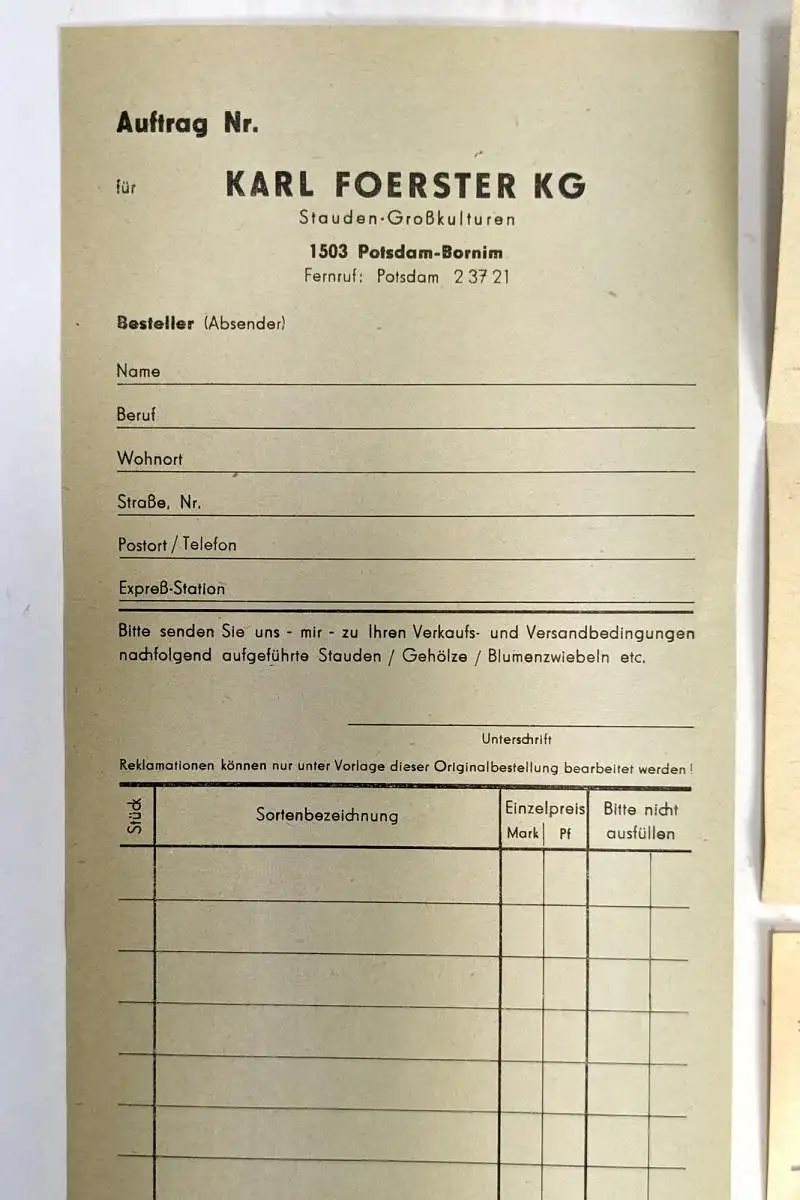 Auftrag Nr.
für KARL FOERSTER KG
Stauden-Großkulturen
1503 Potsdam-Bornim
Fernruf: Potsdam 2 37 21
Besteller (Absender)
Name
Beruf
Wohnort
Straße, Nr.
Postort / Telefon
Expreß-Station
Bitte senden Sie uns - mir - zu Ihren Verkaufs- und Versandbedingungen
nachfolgend aufgeführte Stauden / Gehölze / Blumenzwiebeln etc.
Unterschrift
Reklamationen können nur unter Vorlage dieser Originalbestellung bearbeitet werden!
Stück Sortenbezeichnung Einzelpreis Bitte nicht
Mark Pf ausfüllen